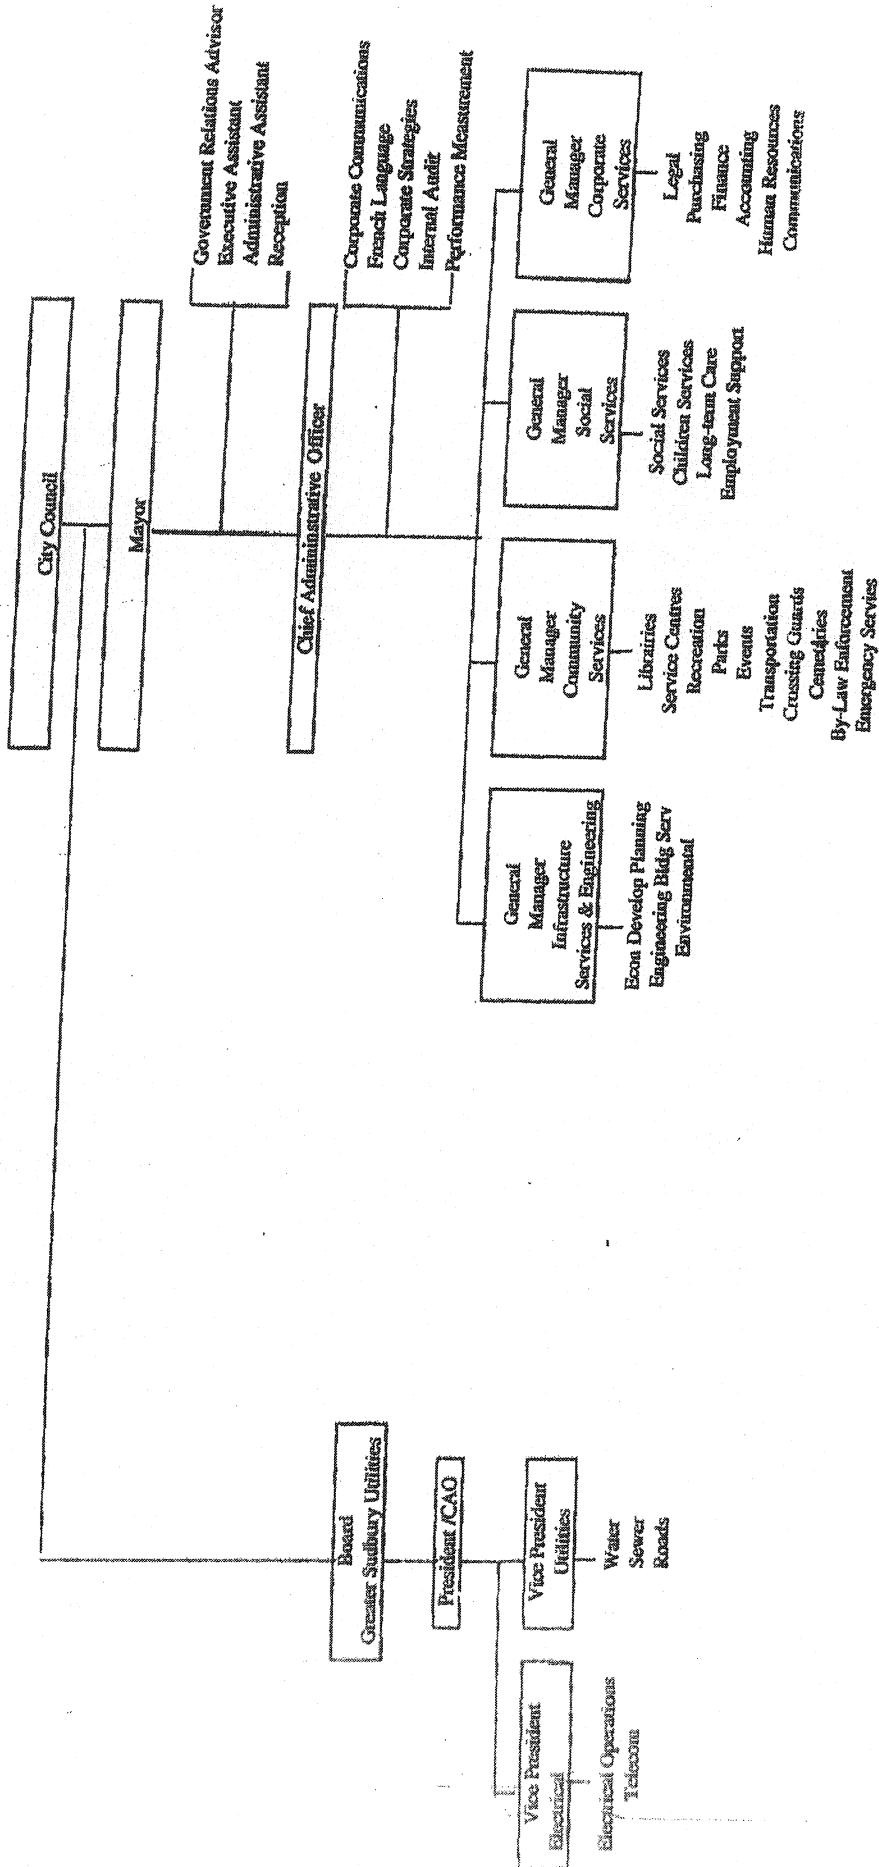 City Council
Mayor
Government Relations Advisor
Executive Assistant
Administrative Assistant
Reception
Chief Admininstrative Officer
Corporate Communications
French Language
Corporate Strategies
Internal Audit
Performance Measurement
Board
Greater Sudbury Utilities
President /CAO
Vice President
Electrical
Electrical Operations
Telecom
Vice President
Utilities
Water
Sewer
Roads
General
Manager
Infrastructure
Services & Engineering
Econ Develop Planning
Engineering Bldg Serv
Environmental
General
Manager
Community
Services
Librairies
Service Centres
Recreation
Parks
Events
Transportation
Crossing Guards
Cemetaries
By-Law Enforcement
Emergency Servies
General
Manager
Social
Services
Social Services
Children Services
Long-term Care
Employment Support
General
Manager
Corporate
Services
Legal
Purchasing
Finance
Accounting
Human Resources
Communications